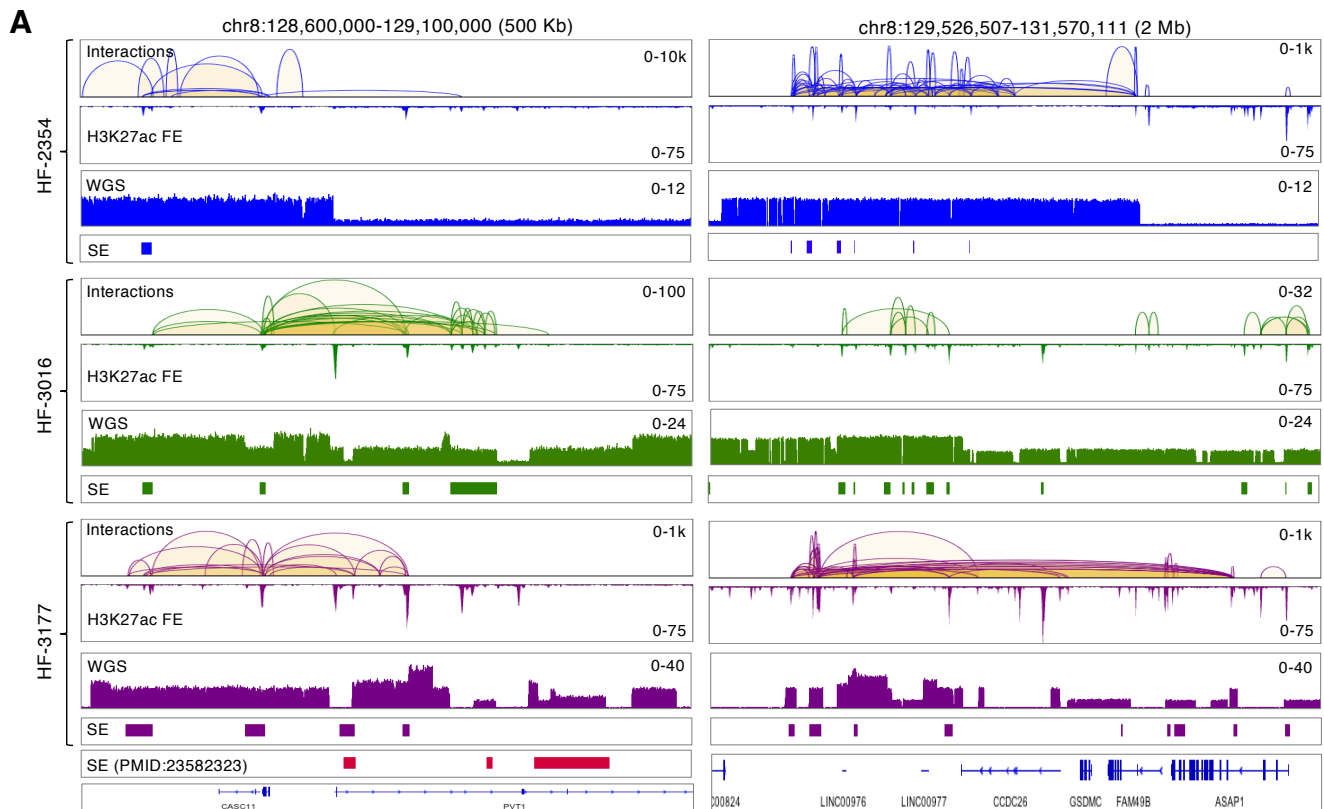 A
chr8:128,600,000-129,100,000 (500 Kb)
chr8:129,526,507-131,570,111 (2 Mb)
HF-2354
Interactions
0-10k
0-1k
H3K27ac FE
0-75
0-75
WGS
0-12
0-12
SE
HF-3016
Interactions
0-100
0-32
H3K27ac FE
0-75
0-75
WGS
0-24
0-24
SE
HF-3177
Interactions
0-1k
0-1k
H3K27ac FE
0-75
0-75
WGS
0-40
0-40
SE
SE (PMID:23582323)
CASC11
PVT1
C00824
LINC00976
LINC00977
CCDC26
GSDMC
FAM49B
ASAP1